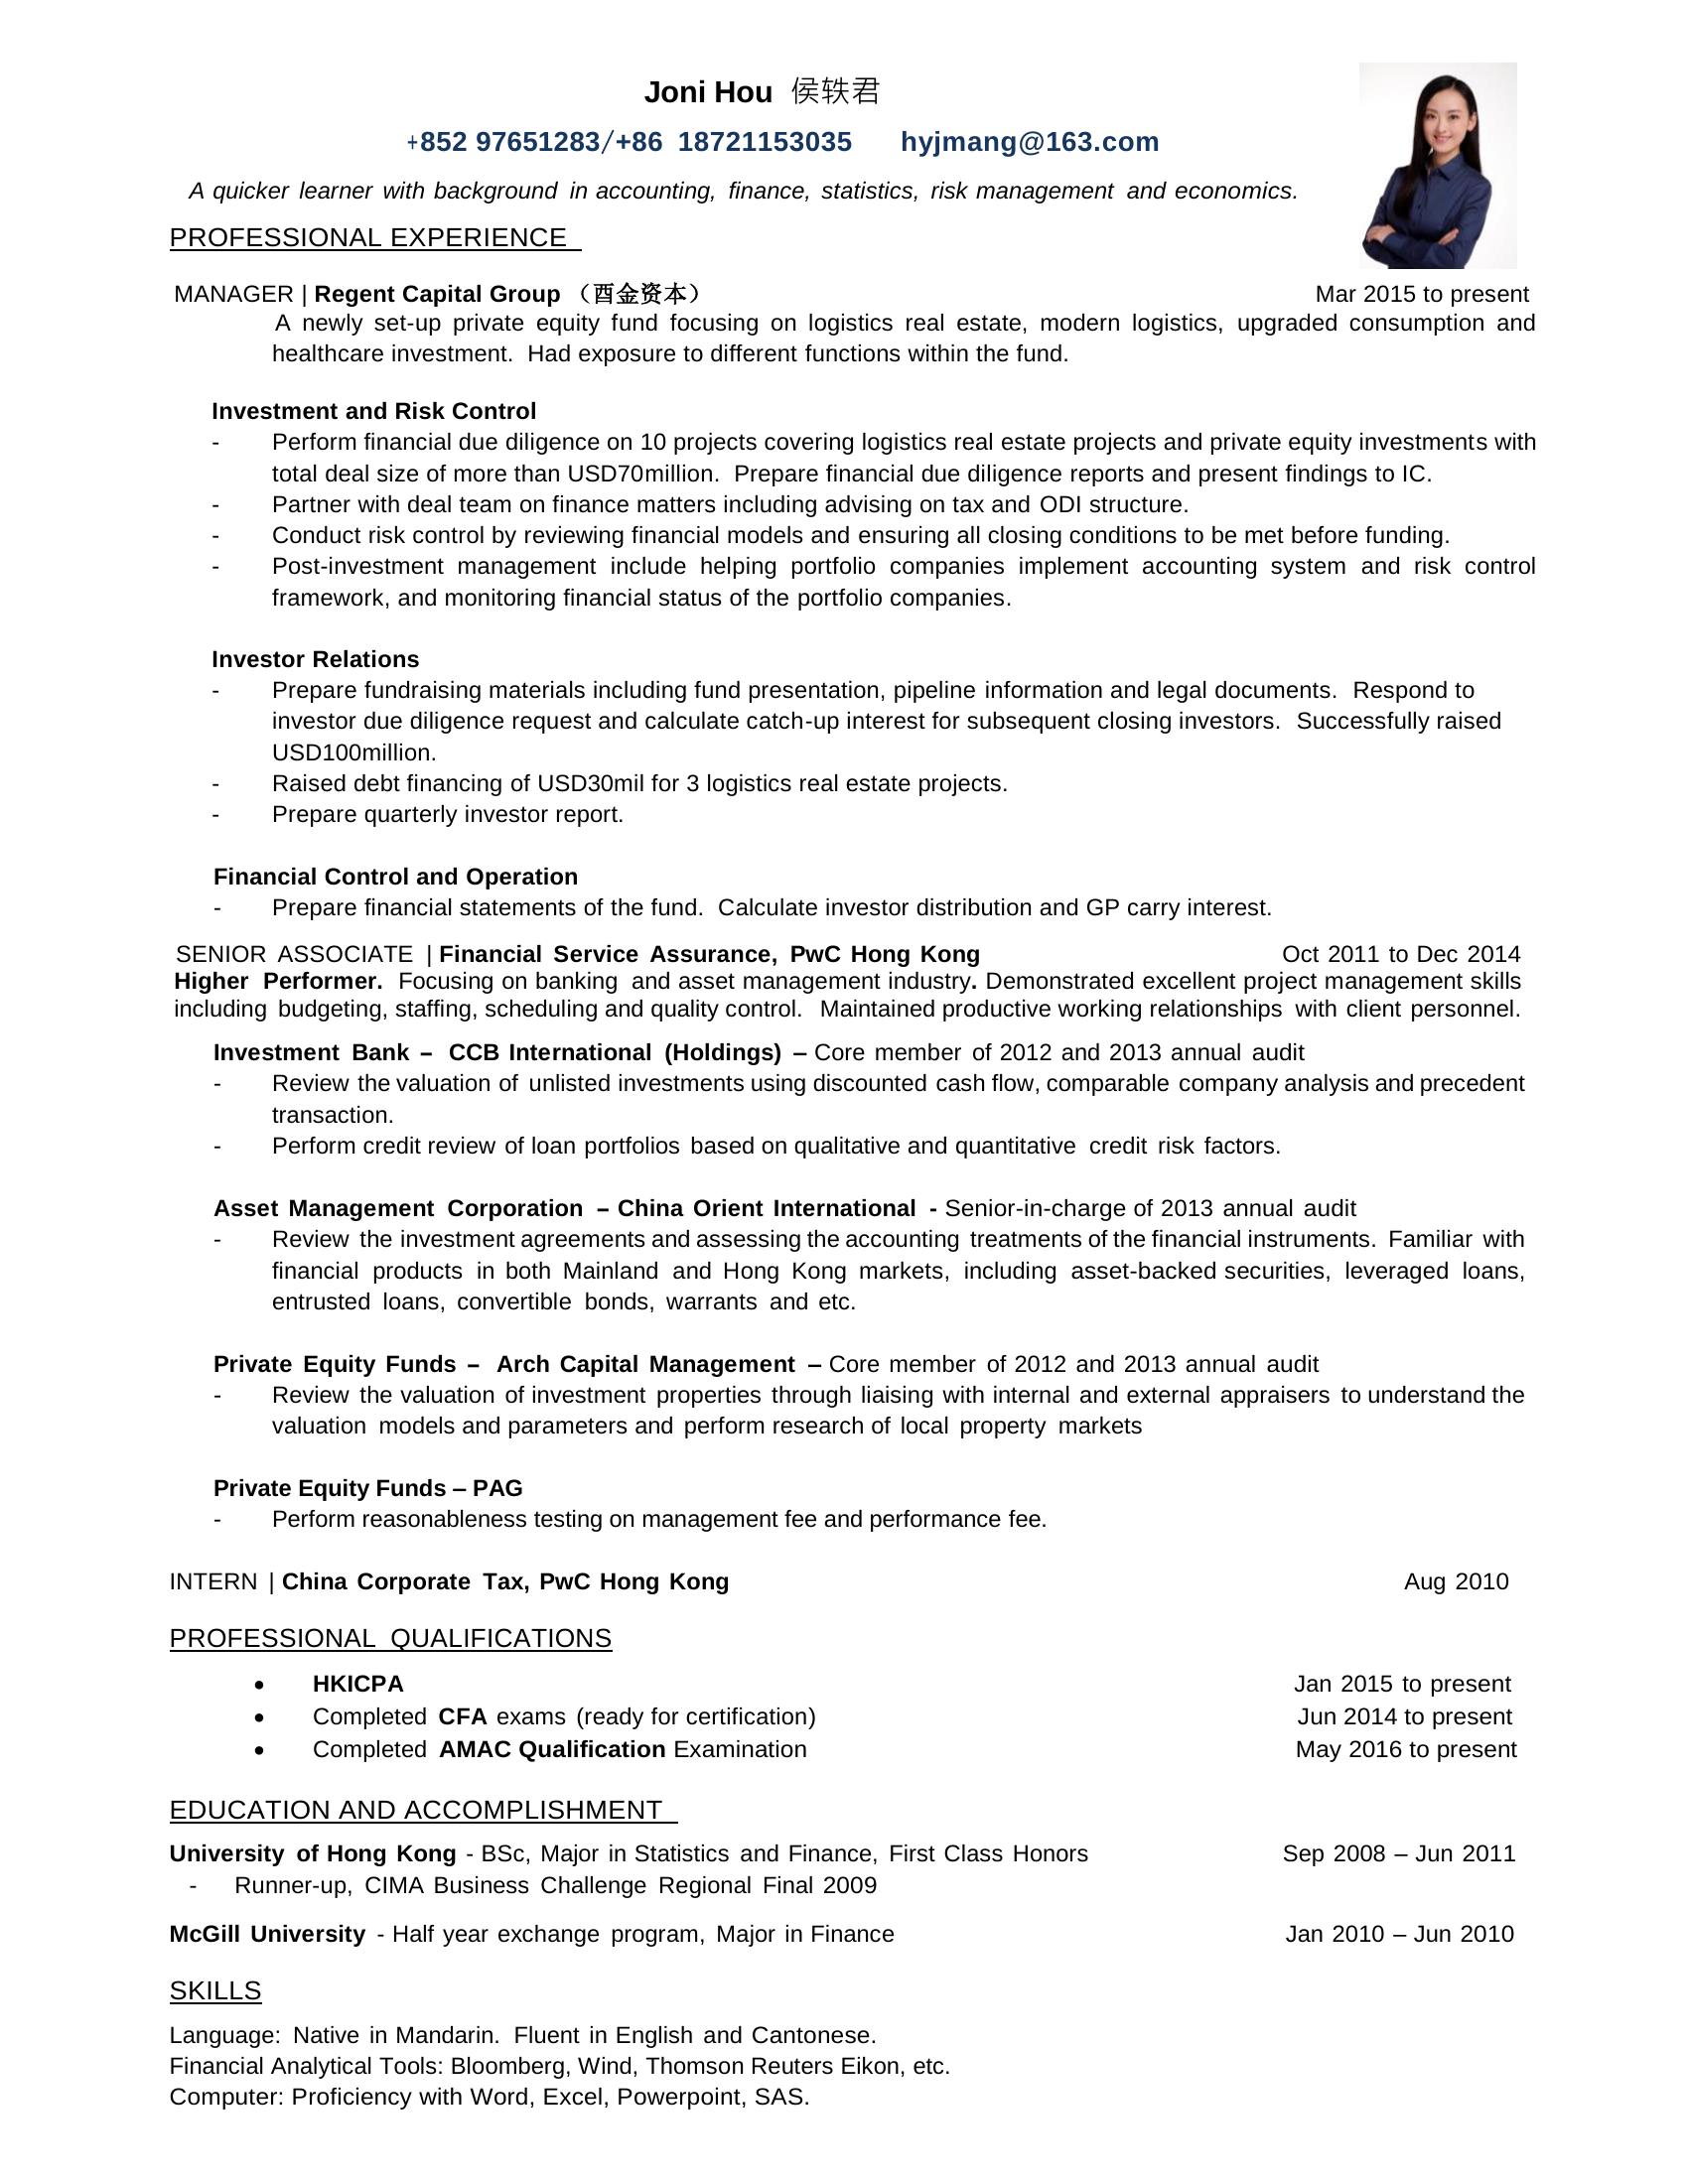 Joni Hou 侯轶君
+852 97651283/+86 18721153035 hyjmang@163.com
A quicker learner with background in accounting, finance, statistics, risk management and economics.
PROFESSIONAL EXPERIENCE
MANAGER | Regent Capital Group （酉金资本） Mar 2015 to present
A newly set-up private equity fund focusing on logistics real estate, modern logistics, upgraded consumption and
healthcare investment. Had exposure to different functions within the fund.
Investment and Risk Control
- Perform financial due diligence on 10 projects covering logistics real estate projects and private equity investments with
total deal size of more than USD70million. Prepare financial due diligence reports and present findings to IC.
- Partner with deal team on finance matters including advising on tax and ODI structure.
- Conduct risk control by reviewing financial models and ensuring all closing conditions to be met before funding.
- Post-investment management include helping portfolio companies implement accounting system and risk control
framework, and monitoring financial status of the portfolio companies.
Investor Relations
- Prepare fundraising materials including fund presentation, pipeline information and legal documents. Respond to
investor due diligence request and calculate catch-up interest for subsequent closing investors. Successfully raised
USD100million.
- Raised debt financing of USD30mil for 3 logistics real estate projects.
- Prepare quarterly investor report.
Financial Control and Operation
- Prepare financial statements of the fund. Calculate investor distribution and GP carry interest.
SENIOR ASSOCIATE | Financial Service Assurance, PwC Hong Kong Oct 2011 to Dec 2014
Higher Performer. Focusing on banking and asset management industry. Demonstrated excellent project management skills
including budgeting, staffing, scheduling and quality control. Maintained productive working relationships with client personnel.
Investment Bank – CCB International (Holdings) – Core member of 2012 and 2013 annual audit
- Review the valuation of unlisted investments using discounted cash flow, comparable company analysis and precedent
transaction.
- Perform credit review of loan portfolios based on qualitative and quantitative credit risk factors.
Asset Management Corporation – China Orient International - Senior-in-charge of 2013 annual audit
- Review the investment agreements and assessing the accounting treatments of the financial instruments. Familiar with
financial products in both Mainland and Hong Kong markets, including asset-backed securities, leveraged loans,
entrusted loans, convertible bonds, warrants and etc.
Private Equity Funds – Arch Capital Management – Core member of 2012 and 2013 annual audit
- Review the valuation of investment properties through liaising with internal and external appraisers to understand the
valuation models and parameters and perform research of local property markets
Private Equity Funds – PAG
- Perform reasonableness testing on management fee and performance fee.
INTERN | China Corporate Tax, PwC Hong Kong Aug 2010
PROFESSIONAL QUALIFICATIONS
• HKICPA Jan 2015 to present
• Completed CFA exams (ready for certification) Jun 2014 to present
• Completed AMAC Qualification Examination May 2016 to present
EDUCATION AND ACCOMPLISHMENT
University of Hong Kong - BSc, Major in Statistics and Finance, First Class Honors Sep 2008 – Jun 2011
- Runner-up, CIMA Business Challenge Regional Final 2009
McGill University - Half year exchange program, Major in Finance Jan 2010 – Jun 2010
SKILLS
Language: Native in Mandarin. Fluent in English and Cantonese.
Financial Analytical Tools: Bloomberg, Wind, Thomson Reuters Eikon, etc.
Computer: Proficiency with Word, Excel, Powerpoint, SAS.